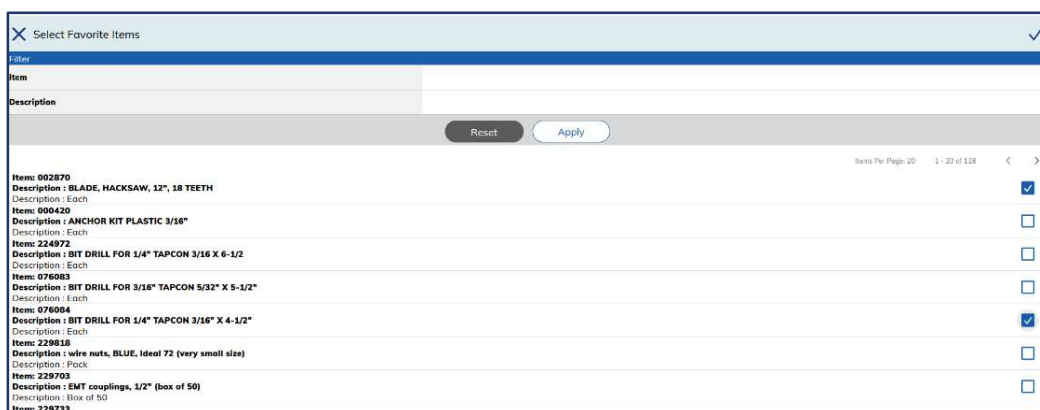 Select Favorite Items
Filter
Item
Description
Reset Apply
Items Per Page: 20 1 - 20 of 118
Item: 002870
Description : BLADE, HACKSAW, 12", 18 TEETH
Description : Each
Item: 000420
Description : ANCHOR KIT PLASTIC 3/16"
Description : Each
Item: 224972
Description : BIT DRILL FOR 1/4" TAPCON 3/16 X 6-1/2
Description : Each
Item: 076083
Description : BIT DRILL FOR 3/16" TAPCON 5/32" X 5-1/2"
Description : Each
Item: 076084
Description : BIT DRILL FOR 1/4" TAPCON 3/16" X 4-1/2"
Description : Each
Item: 229818
Description : wire nuts, BLUE, Ideal 72 (very small size)
Description : Pack
Item: 229703
Description : EMT couplings, 1/2" (box of 50)
Description : Box of 50
Item: 229733